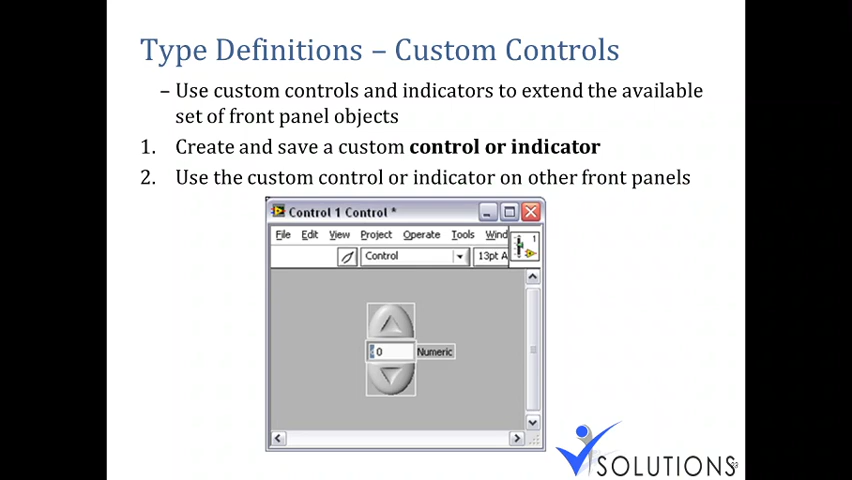 Type Definitions – Custom Controls
– Use custom controls and indicators to extend the available
set of front panel objects
1. Create and save a custom control or indicator
2. Use the custom control or indicator on other front panels
Control 1 Control *
File Edit View Project Operate Tools Wind
1
Control 13pt A
0 Numeric
SOLUTIONS